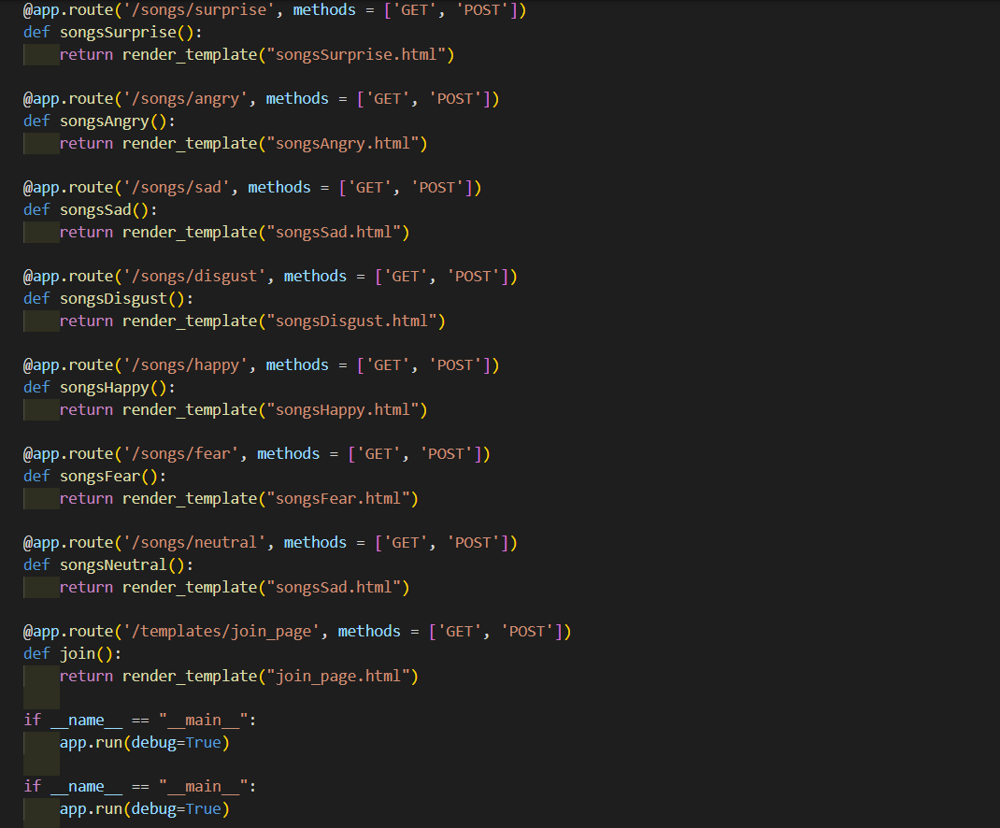 @app.route('/songs/surprise', methods = ['GET', 'POST'])
def songsSurprise():
    return render_template("songsSurprise.html")

@app.route('/songs/angry', methods = ['GET', 'POST'])
def songsAngry():
    return render_template("songsAngry.html")

@app.route('/songs/sad', methods = ['GET', 'POST'])
def songsSad():
    return render_template("songsSad.html")

@app.route('/songs/disgust', methods = ['GET', 'POST'])
def songsDisgust():
    return render_template("songsDisgust.html")

@app.route('/songs/happy', methods = ['GET', 'POST'])
def songsHappy():
    return render_template("songsHappy.html")

@app.route('/songs/fear', methods = ['GET', 'POST'])
def songsFear():
    return render_template("songsFear.html")

@app.route('/songs/neutral', methods = ['GET', 'POST'])
def songsNeutral():
    return render_template("songsSad.html")

@app.route('/templates/join_page', methods = ['GET', 'POST'])
def join():
    return render_template("join_page.html")

if __name__ == "__main__":
    app.run(debug=True)

if __name__ == "__main__":
    app.run(debug=True)